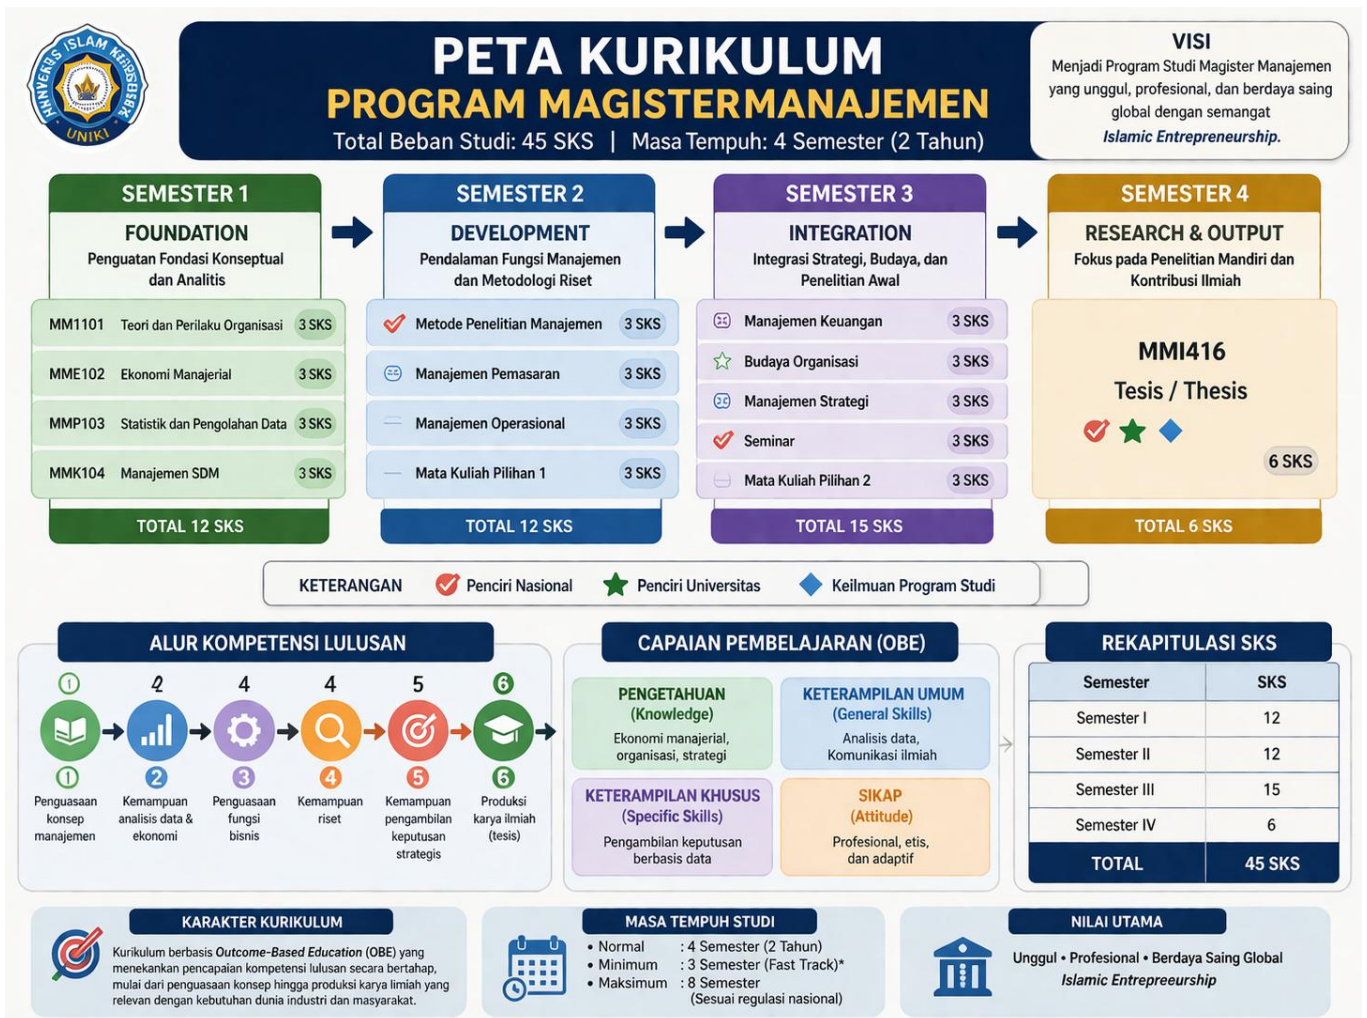 UNIKI
PETA KURIKULUM
PROGRAM MAGISTER MANAJEMEN
Total Beban Studi: 45 SKS | Masa Tempuh: 4 Semester (2 Tahun)
VISI
Menjadi Program Studi Magister Manajemen
yang unggul, profesional, dan berdaya saing
global dengan semangat
Islamic Entrepreneurship.
SEMESTER 1
FOUNDATION
Penguatan Fondasi Konseptual
dan Analitis
MM1101 Teori dan Perilaku Organisasi 3 SKS
MME102 Ekonomi Manajerial 3 SKS
MMP103 Statistik dan Pengolahan Data 3 SKS
MMK104 Manajemen SDM 3 SKS
TOTAL 12 SKS
SEMESTER 2
DEVELOPMENT
Pendalaman Fungsi Manajemen
dan Metodologi Riset
Metode Penelitian Manajemen 3 SKS
Manajemen Pemasaran 3 SKS
Manajemen Operasional 3 SKS
Mata Kuliah Pilihan 1 3 SKS
TOTAL 12 SKS
SEMESTER 3
INTEGRATION
Integrasi Strategi, Budaya, dan
Penelitian Awal
Manajemen Keuangan 3 SKS
Budaya Organisasi 3 SKS
Manajemen Strategi 3 SKS
Seminar 3 SKS
Mata Kuliah Pilihan 2 3 SKS
TOTAL 15 SKS
SEMESTER 4
RESEARCH & OUTPUT
Fokus pada Penelitian Mandiri dan
Kontribusi Ilmiah
MMI416
Tesis / Thesis
6 SKS
TOTAL 6 SKS
KETERANGAN Penciri Nasional Penciri Universitas Keilmuan Program Studi
ALUR KOMPETENSI LULUSAN
1 2 4 4 5 6
1 2 3 4 5 6
Penguasaan
konsep
manajemen
Kemampuan
analisis data &
ekonomi
Penguasaan
fungsi
bisnis
Kemampuan
riset
Kemampuan
pengambilan
keputusan
strategis
Produksi
karya ilmiah
(tesis)
CAPAIAN PEMBELAJARAN (OBE)
PENGETAHUAN
(Knowledge)
Ekonomi manajerial,
organisasi, strategi
KETERAMPILAN UMUM
(General Skills)
Analisis data,
Komunikasi ilmiah
KETERAMPILAN KHUSUS
(Specific Skills)
Pengambilan keputusan
berbasis data
SIKAP
(Attitude)
Profesional, etis,
dan adaptif
REKAPITULASI SKS
Semester SKS
Semester I 12
Semester II 12
Semester III 15
Semester IV 6
TOTAL 45 SKS
KARAKTER KURIKULUM
Kurikulum berbasis Outcome-Based Education (OBE) yang
menekankan pencapaian kompetensi lulusan secara bertahap,
mulai dari penguasaan konsep hingga produksi karya limiah yang
relevan dengan kebutuhan dunia industri dan masyarakat.
MASA TEMPUH STUDI
• Normal : 4 Semester (2 Tahun)
• Minimum : 3 Semester (Fast Track)*
• Maksimum : 8 Semester
(Sesuai regulasi nasional)
NILAI UTAMA
Unggul • Profesional • Berdaya Saing Global
Islamic Entrepreeurship